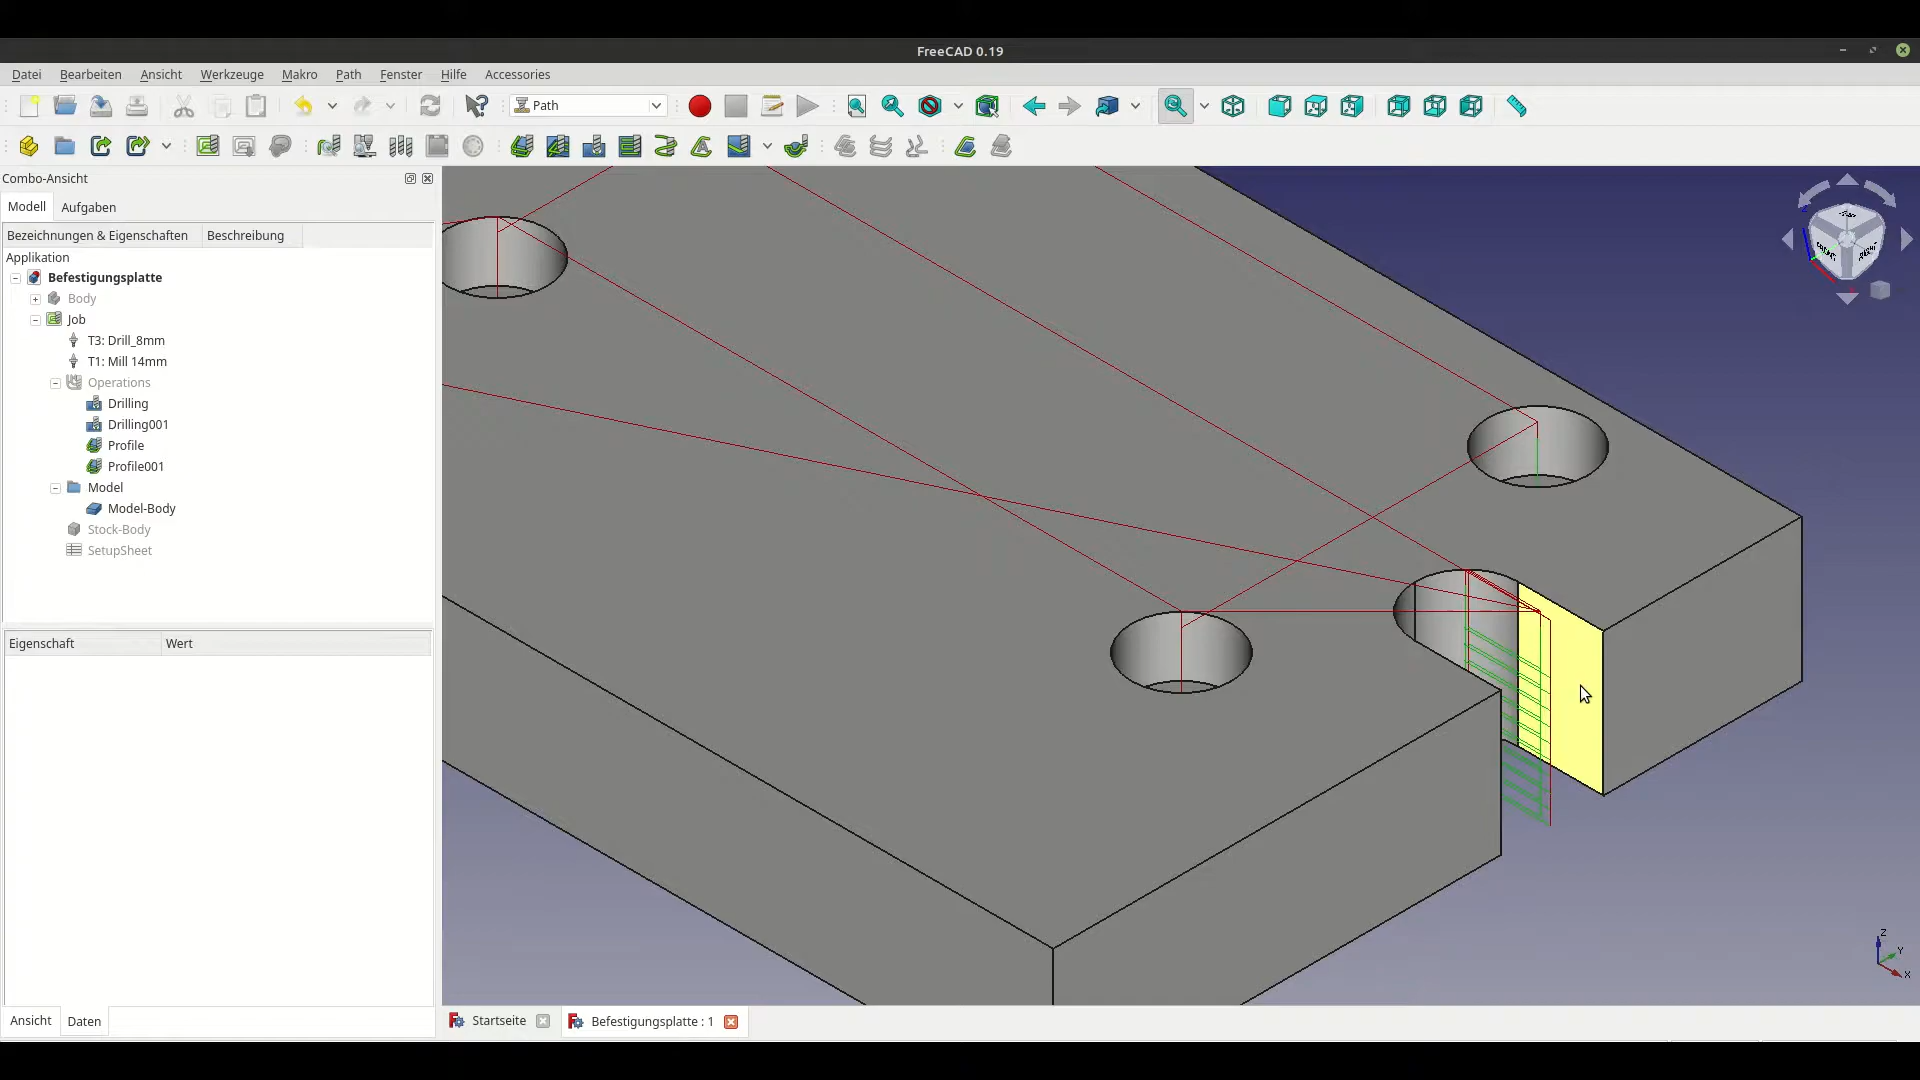 FreeCAD 0.19
Datei Bearbeiten Ansicht Werkzeuge Makro Path Fenster Hilfe Accessories
Path
Combo-Ansicht
Modell Aufgaben
Bezeichnungen & Eigenschaften Beschreibung
Applikation
Befestigungsplatte
Body
Job
T3: Drill_8mm
T1: Mill 14mm
Operations
Drilling
Drilling001
Profile
Profile001
Model
Model-Body
Stock-Body
SetupSheet
Eigenschaft Wert
Z
Y
X
Ansicht Daten
Startseite Befestigungsplatte : 1